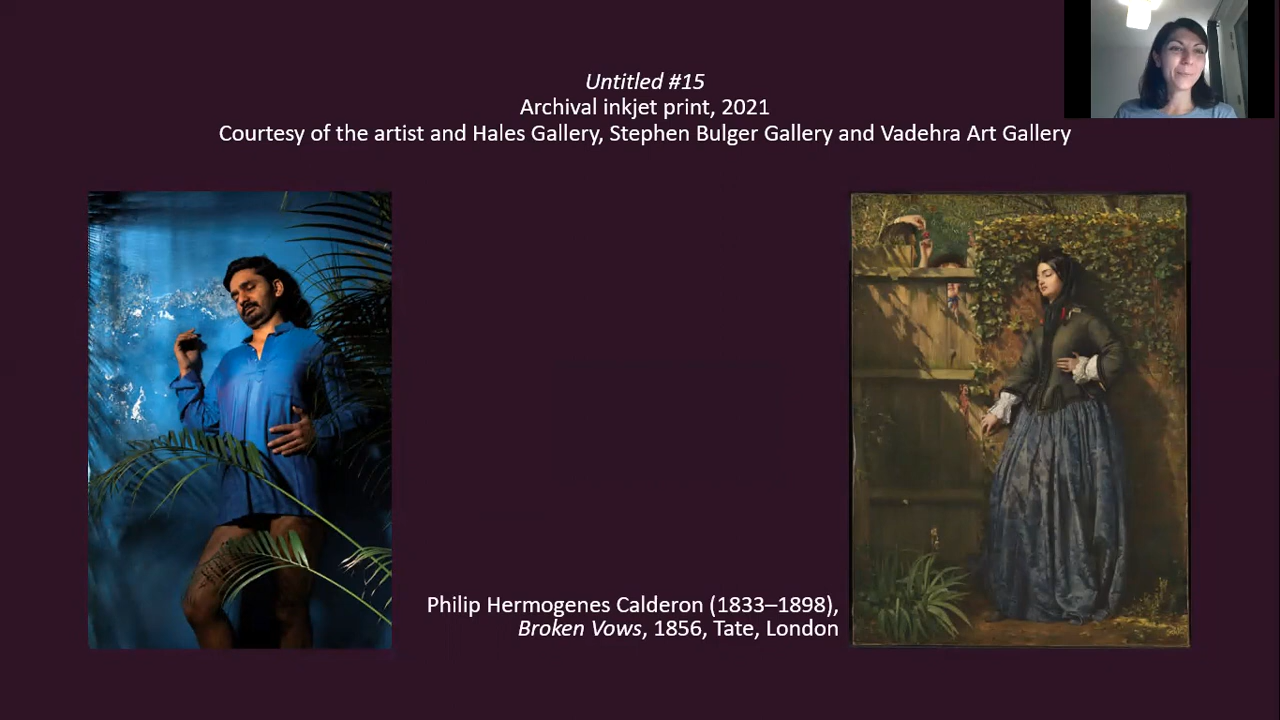 Untitled #15
Archival inkjet print, 2021
Courtesy of the artist and Hales Gallery, Stephen Bulger Gallery and Vadehra Art Gallery
Philip Hermogenes Calderon (1833–1898),
Broken Vows, 1856, Tate, London